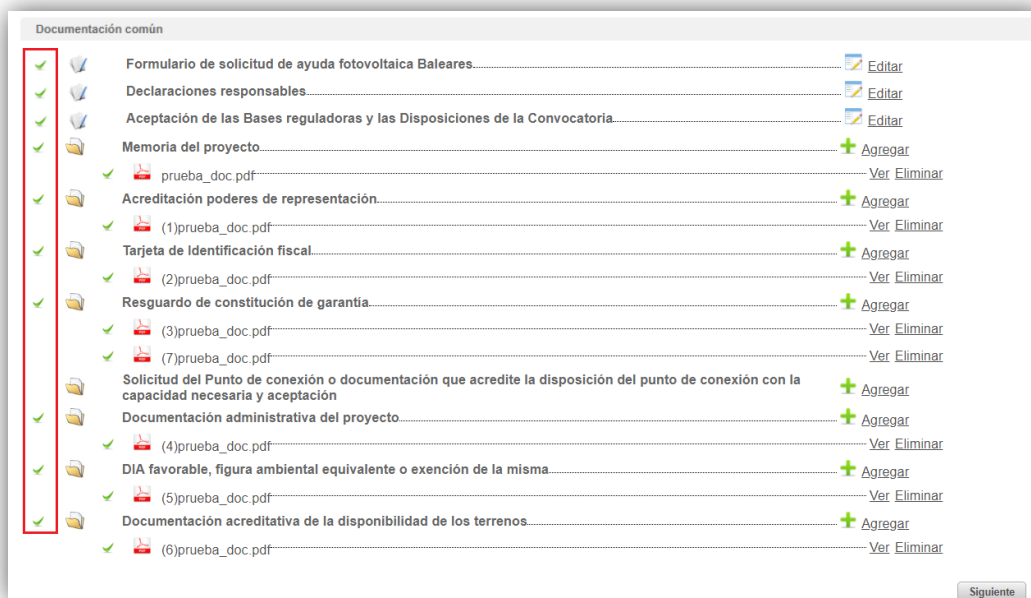 Documentación común
Formulario de solicitud de ayuda fotovoltaica Baleares Editar
Declaraciones responsables Editar
Aceptación de las Bases reguladoras y las Disposiciones de la Convocatoria Editar
Memoria del proyecto Agregar
prueba_doc.pdf Ver Eliminar
Acreditación poderes de representación Agregar
(1)prueba_doc.pdf Ver Eliminar
Tarjeta de Identificación fiscal Agregar
(2)prueba_doc.pdf Ver Eliminar
Resguardo de constitución de garantía Agregar
(3)prueba_doc.pdf Ver Eliminar
(7)prueba_doc.pdf Ver Eliminar
Solicitud del Punto de conexión o documentación que acredite la disposición del punto de conexión con la
capacidad necesaria y aceptación Agregar
Documentación administrativa del proyecto Agregar
(4)prueba_doc.pdf Ver Eliminar
DIA favorable, figura ambiental equivalente o exención de la misma Agregar
(5)prueba_doc.pdf Ver Eliminar
Documentación acreditativa de la disponibilidad de los terrenos Agregar
(6)prueba_doc.pdf Ver Eliminar
Siguiente